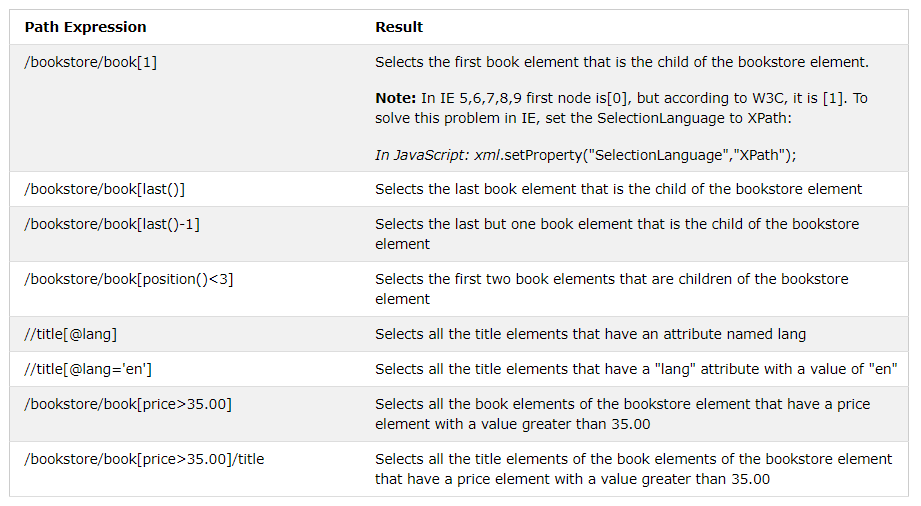 Path Expression Result
/bookstore/book[1] Selects the first book element that is the child of the bookstore element.
Note: In IE 5,6,7,8,9 first node is[0], but according to W3C, it is [1]. To
solve this problem in IE, set the SelectionLanguage to XPath:
In JavaScript: xml.setProperty("SelectionLanguage","XPath");
/bookstore/book[last()] Selects the last book element that is the child of the bookstore element
/bookstore/book[last()-1] Selects the last but one book element that is the child of the bookstore
element
/bookstore/book[position()<3] Selects the first two book elements that are children of the bookstore
element
//title[@lang] Selects all the title elements that have an attribute named lang
//title[@lang='en'] Selects all the title elements that have a "lang" attribute with a value of "en"
/bookstore/book[price>35.00] Selects all the book elements of the bookstore element that have a price
element with a value greater than 35.00
/bookstore/book[price>35.00]/title Selects all the title elements of the book elements of the bookstore element
that have a price element with a value greater than 35.00